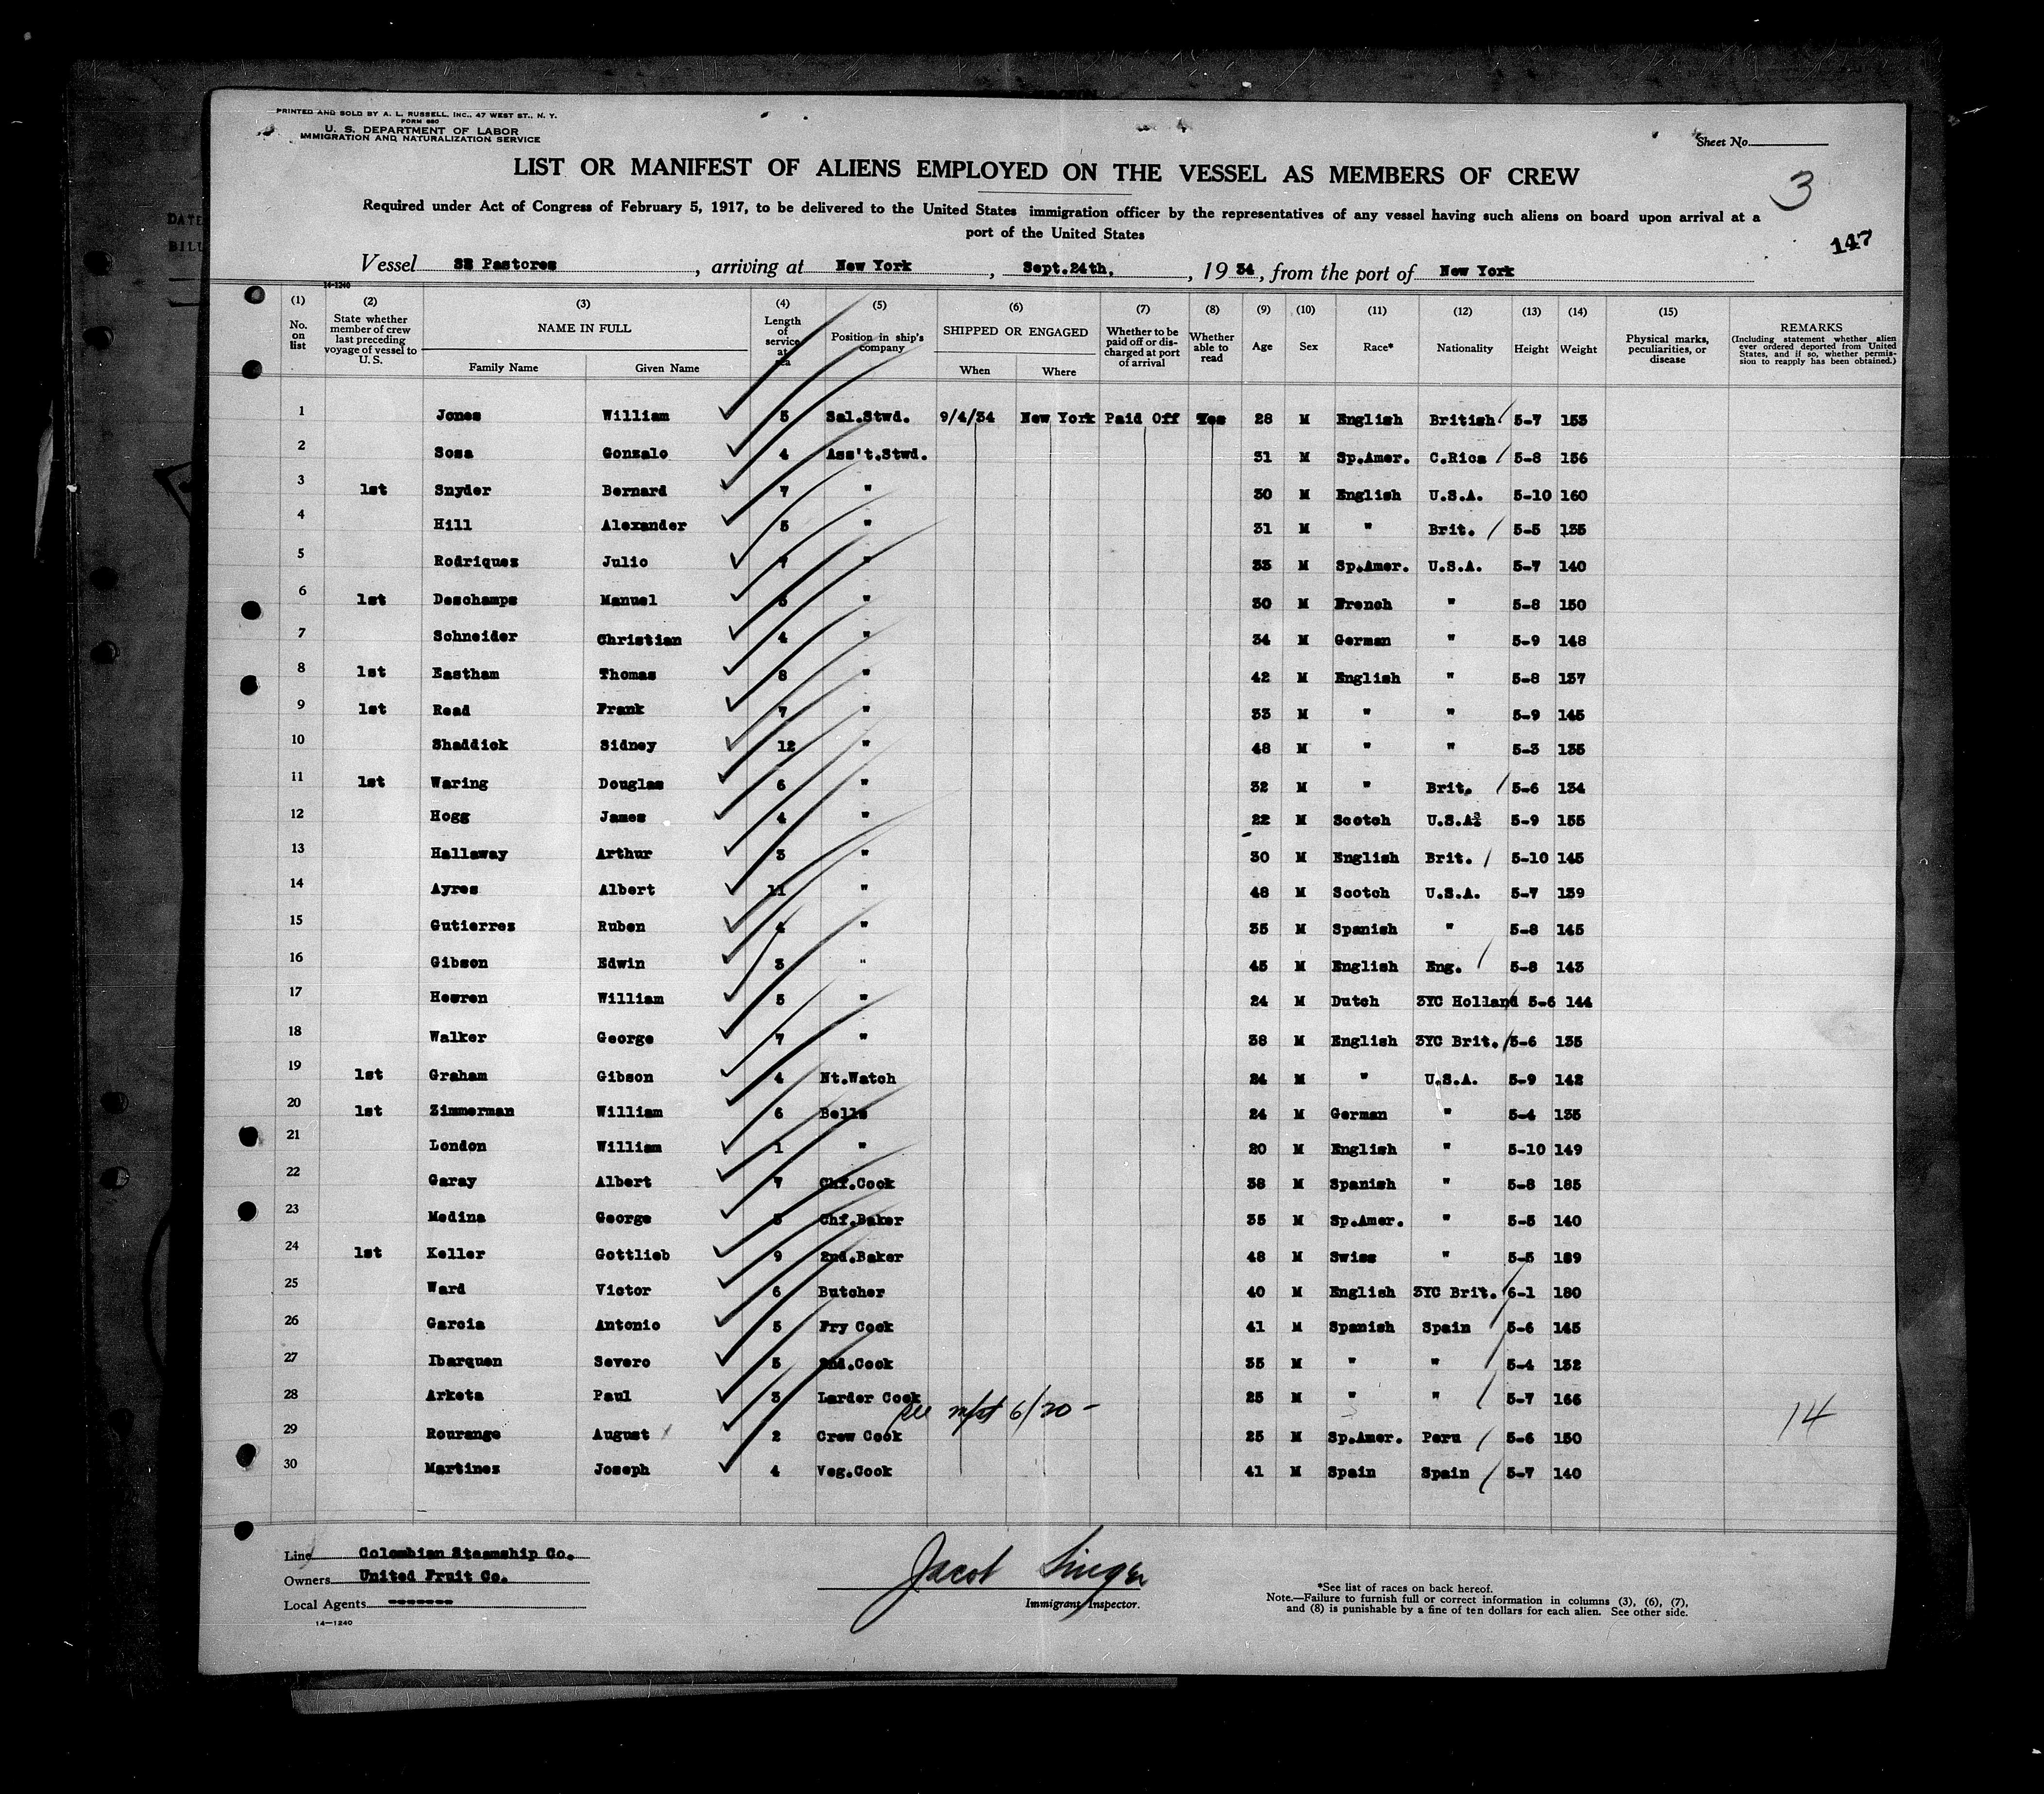 PRINTED AND SOLD BY A. L. RUSSELL, INC., 47 WEST ST., N. Y.
FORM 680
U. S. DEPARTMENT OF LABOR
IMMIGRATION AND NATURALIZATION SERVICE
Sheet No.
LIST OR MANIFEST OF ALIENS EMPLOYED ON THE VESSEL AS MEMBERS OF CREW
3
Required under Act of Congress of February 5, 1917, to be delivered to the United States immigration officer by the representatives of any vessel having such aliens on board upon arrival at a
port of the United States
147
Vessel SS Pastores, arriving at New York, Sept.24th, 1934, from the port of New York
14-1240
(1) No. on list (2) State whether member of crew last preceding voyage of vessel to U. S. (3) NAME IN FULL Family Name Given Name (4) Length of service at sea (5) Position in ship's company (6) SHIPPED OR ENGAGED When Where (7) Whether to be paid off or discharged at port of arrival (8) Whether able to read (9) Age (10) Sex (11) Race* (12) Nationality (13) Height (14) Weight (15) Physical marks, peculiarities, or disease REMARKS (Including statement whether alien ever ordered deported from United States, and if so, whether permission to reapply has been obtained.)
1 Jones William 5 Sal.Stwd. 9/4/34 New York Paid Off Yes 28 M English British 5-7 153
2 Sosa Gonzalo 4 Ass't.Stwd. 31 M Sp.Amer. C.Rica 5-8 156
3 1st Snyder Bernard 7 " 30 M English U.S.A. 5-10 160
4 Hill Alexander 5 " 31 M " Brit. 5-5 135
5 Rodriques Julio 7 " 33 M Sp.Amer. U.S.A. 5-7 140
6 1st Deschamps Manuel " 30 M French " 5-8 150
7 Schneider Christian 4 " 34 M German " 5-9 148
8 1st Eastham Thomas 8 " 42 M English " 5-8 137
9 1st Read Frank 7 " 33 M " " 5-9 145
10 Shaddick Sidney 12 " 48 M " " 5-3 135
11 1st Waring Douglas 6 " 32 M " Brit. 5-6 134
12 Hogg James 4 " 22 M Scotch U.S.A. 5-9 155
13 Hallaway Arthur 3 " 30 M English Brit. 5-10 145
14 Ayres Albert 11 " 48 M Scotch U.S.A. 5-7 139
15 Gutierres Ruben 4 " 35 M Spanish " 5-8 145
16 Gibson Edwin 3 " 45 M English Eng. 5-8 143
17 William 5 " 24 M Dutch 3YC Holland 5-6 144
18 Walker George 7 " 38 M English 3YC Brit. 5-6 135
19 1st Graham Gibson 4 Nt.Watch 24 M " U.S.A. 5-9 142
20 1st Zimmerman William 6 Bells 24 M German " 5-4 135
21 London William 1 " 20 M English " 5-10 149
22 Garay Albert 7 Chf.Cook 38 M Spanish " 5-8 185
23 Medina George Chf.Baker 35 M Sp.Amer. " 5-5 140
24 1st Keller Gottlieb 9 2nd.Baker 48 M Swiss " 5-5 189
25 Ward Victor 6 Butcher 40 M English 3YC Brit. 6-1 180
26 Garcia Antonio 5 Fry Cook 41 M Spanish Spain 5-6 145
27 Ibarquen Severo 5 2nd.Cook 35 M " " 5-4 132
28 Arketa Paul 3 Larder Cook 25 M " " 5-7 166
see mfst 6/20 - 14
29 Rourange August 2 Crew Cook 25 M Sp.Amer. Peru 5-6 150
30 Martines Joseph 4 Veg.Cook 41 M Spain Spain 5-7 140
Line Colombian Steamship Co.
Owners United Fruit Co.
Local Agents -------
14—1240
Jacob Singer
Immigrant Inspector.
*See list of races on back hereof.
Note.—Failure to furnish full or correct information in columns (3), (6), (7),
and (8) is punishable by a fine of ten dollars for each alien. See other side.